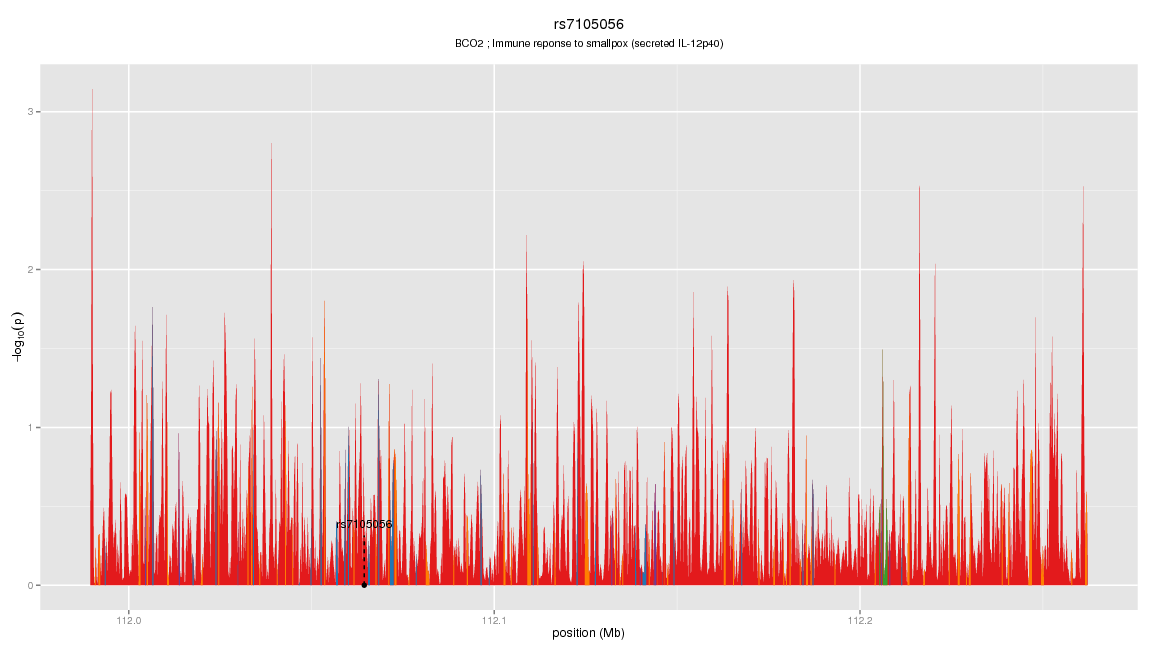 rs7105056
BCO2 ; Immune reponse to smallpox (secreted IL-12p40)
3
2
1
0
-log10(p)
rs7105056
112.0
112.1
112.2
position (Mb)